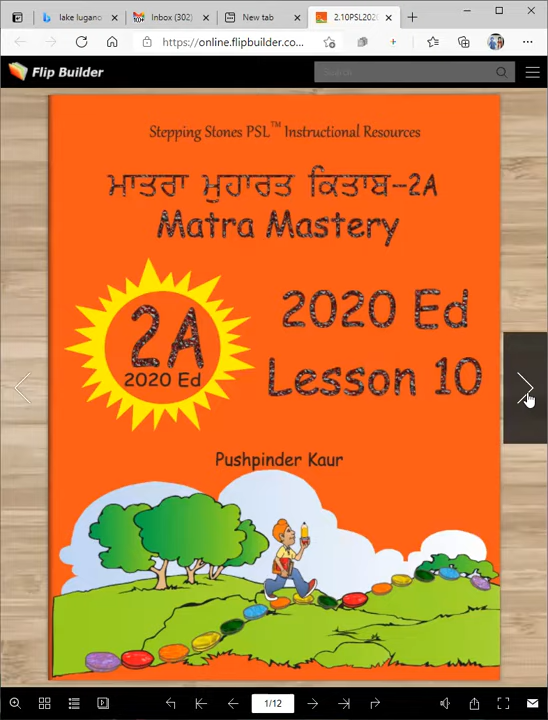 lake lugano
Inbox (302)
New tab
2.10PSL2020
https://online.flipbuilder.co...
Flip Builder
Search
Stepping Stones PSL™ Instructional Resources
ਮਾਤਰਾ ਮੁਹਾਰਤ ਕਿਤਾਬ-2A
Matra Mastery
2A
2020 Ed
2020 Ed
Lesson 10
Pushpinder Kaur
1/12